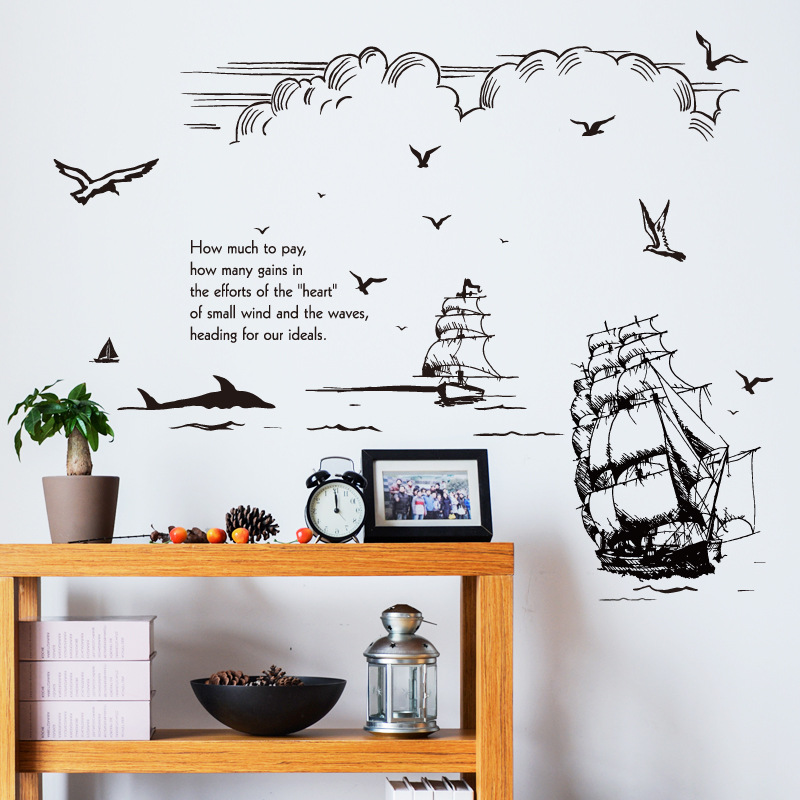 How much to pay,
how many gains in
the efforts of the "heart"
of small wind and the waves,
heading for our ideals.